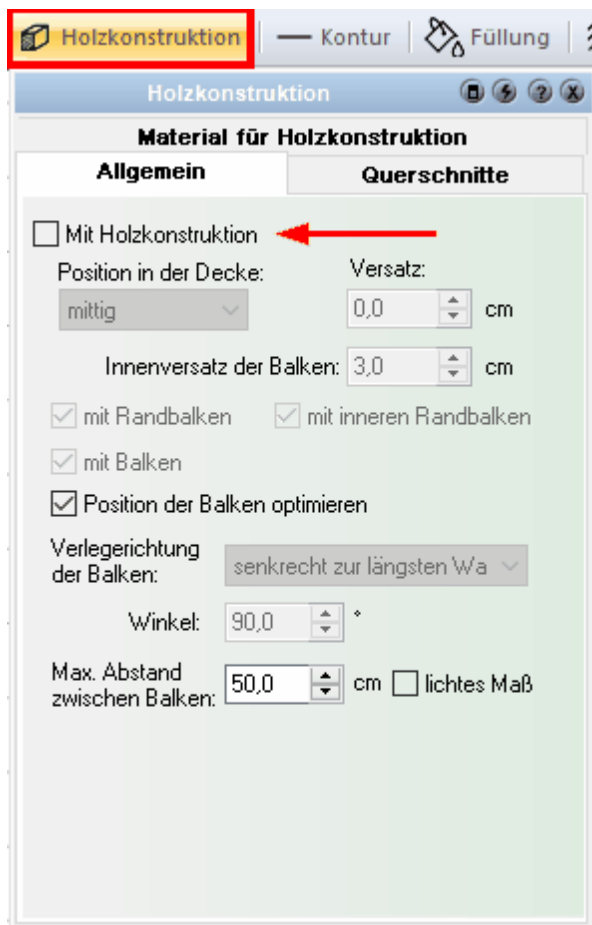 Holzkonstruktion Kontur Füllung
Holzkonstruktion
Material für Holzkonstruktion
Allgemein Querschnitte
Mit Holzkonstruktion
Position in der Decke: Versatz:
mittig 0,0 cm
Innenversatz der Balken: 3,0 cm
mit Randbalken mit inneren Randbalken
mit Balken
Position der Balken optimieren
Verlegerichtung
der Balken: senkrecht zur längsten Wa
Winkel: 90,0 °
Max. Abstand
zwischen Balken: 50,0 cm lichtes Maß